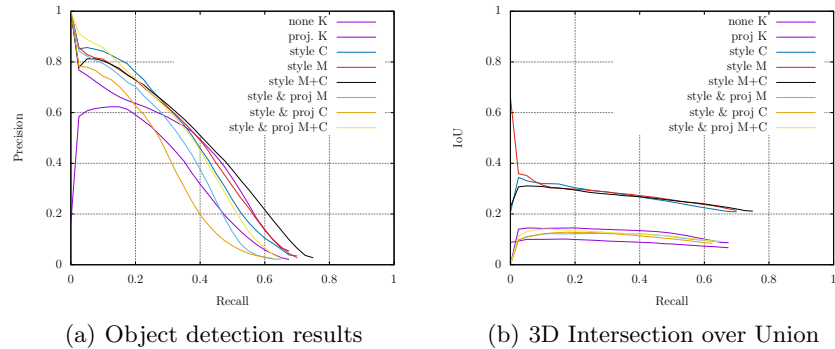 1
0.8
0.6
0.4
0.2
0
Precision
0 0.2 0.4 0.6 0.8 1
Recall
none K
proj. K
style C
style M
style M+C
style & proj M
style & proj C
style & proj M+C
(a) Object detection results
1
0.8
0.6
0.4
0.2
0
IoU
0 0.2 0.4 0.6 0.8 1
Recall
none K
proj K
style C
style M
style M+C
style & proj M
style & proj C
style & proj M+C
(b) 3D Intersection over Union